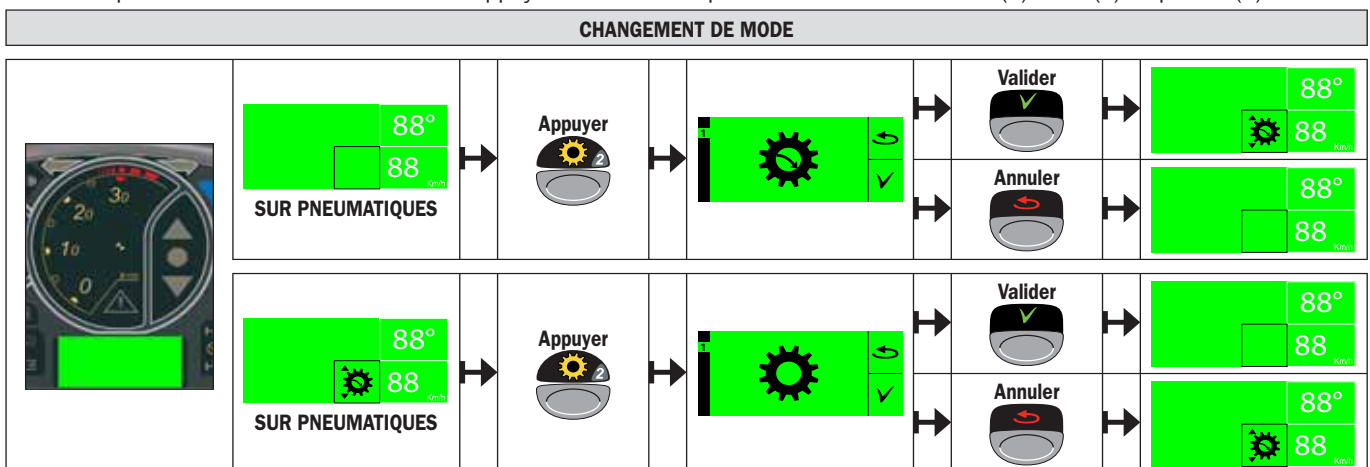 CHANGEMENT DE MODE
88°
88
Km/h
SUR PNEUMATIQUES
Appuyer
2
1
Valider
88°
88
Km/h
Annuler
88°
88
Km/h
30
20
10
0
88°
88
Km/h
SUR PNEUMATIQUES
Appuyer
2
1
Valider
88°
88
Km/h
Annuler
88°
88
Km/h